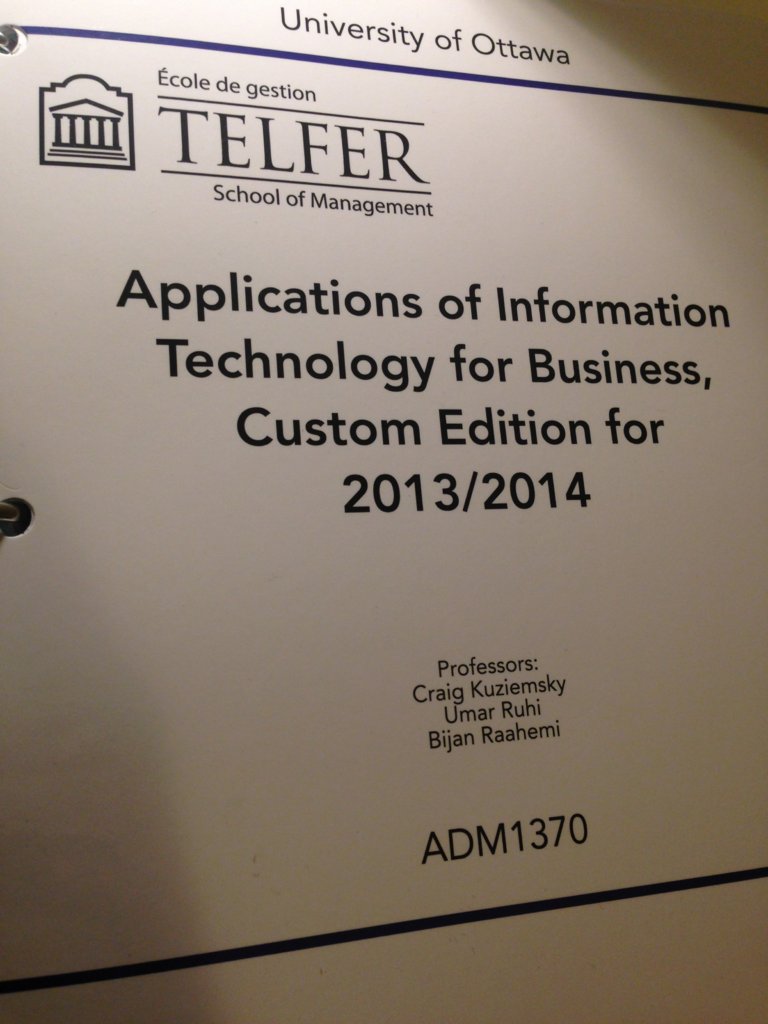 University of Ottawa
École de gestion
TELFER
School of Management
Applications of Information
Technology for Business,
Custom Edition for
2013/2014
Professors:
Craig Kuziemsky
Umar Ruhi
Bijan Raahemi
ADM1370